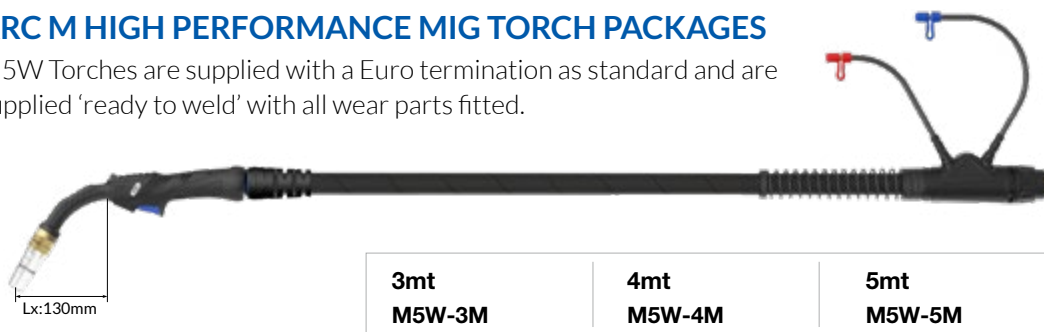 RC M HIGH PERFORMANCE MIG TORCH PACKAGES
5W Torches are supplied with a Euro termination as standard and are
upplied ‘ready to weld’ with all wear parts fitted.
Lx:130mm
3mt 4mt 5mt
M5W-3M M5W-4M M5W-5M